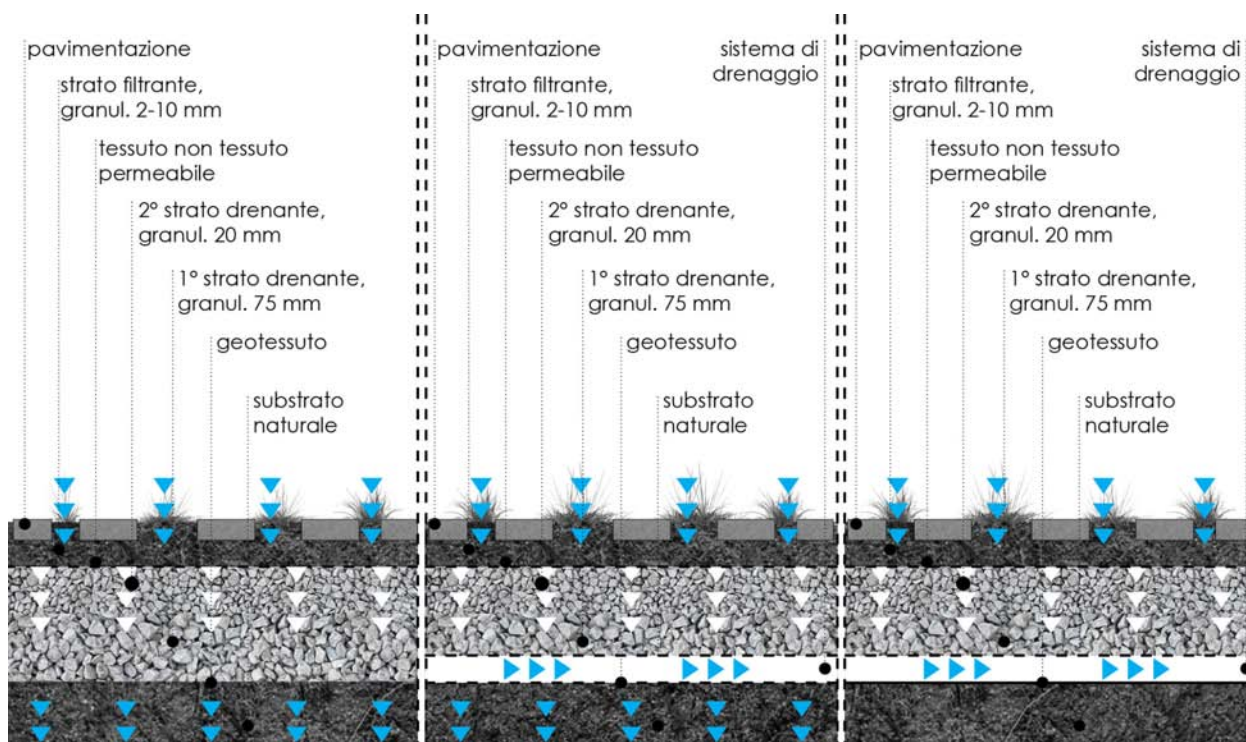 pavimentazione
strato filtrante,
granul. 2-10 mm
tessuto non tessuto
permeabile
2° strato drenante,
granul. 20 mm
1° strato drenante,
granul. 75 mm
geotessuto
substrato
naturale
pavimentazione
sistema di
drenaggio
strato filtrante,
granul. 2-10 mm
tessuto non tessuto
permeabile
2° strato drenante,
granul. 20 mm
1° strato drenante,
granul. 75 mm
geotessuto
substrato
naturale
pavimentazione
sistema di
drenaggio
strato filtrante,
granul. 2-10 mm
tessuto non tessuto
permeabile
2° strato drenante,
granul. 20 mm
1° strato drenante,
granul. 75 mm
geotessuto
substrato
naturale